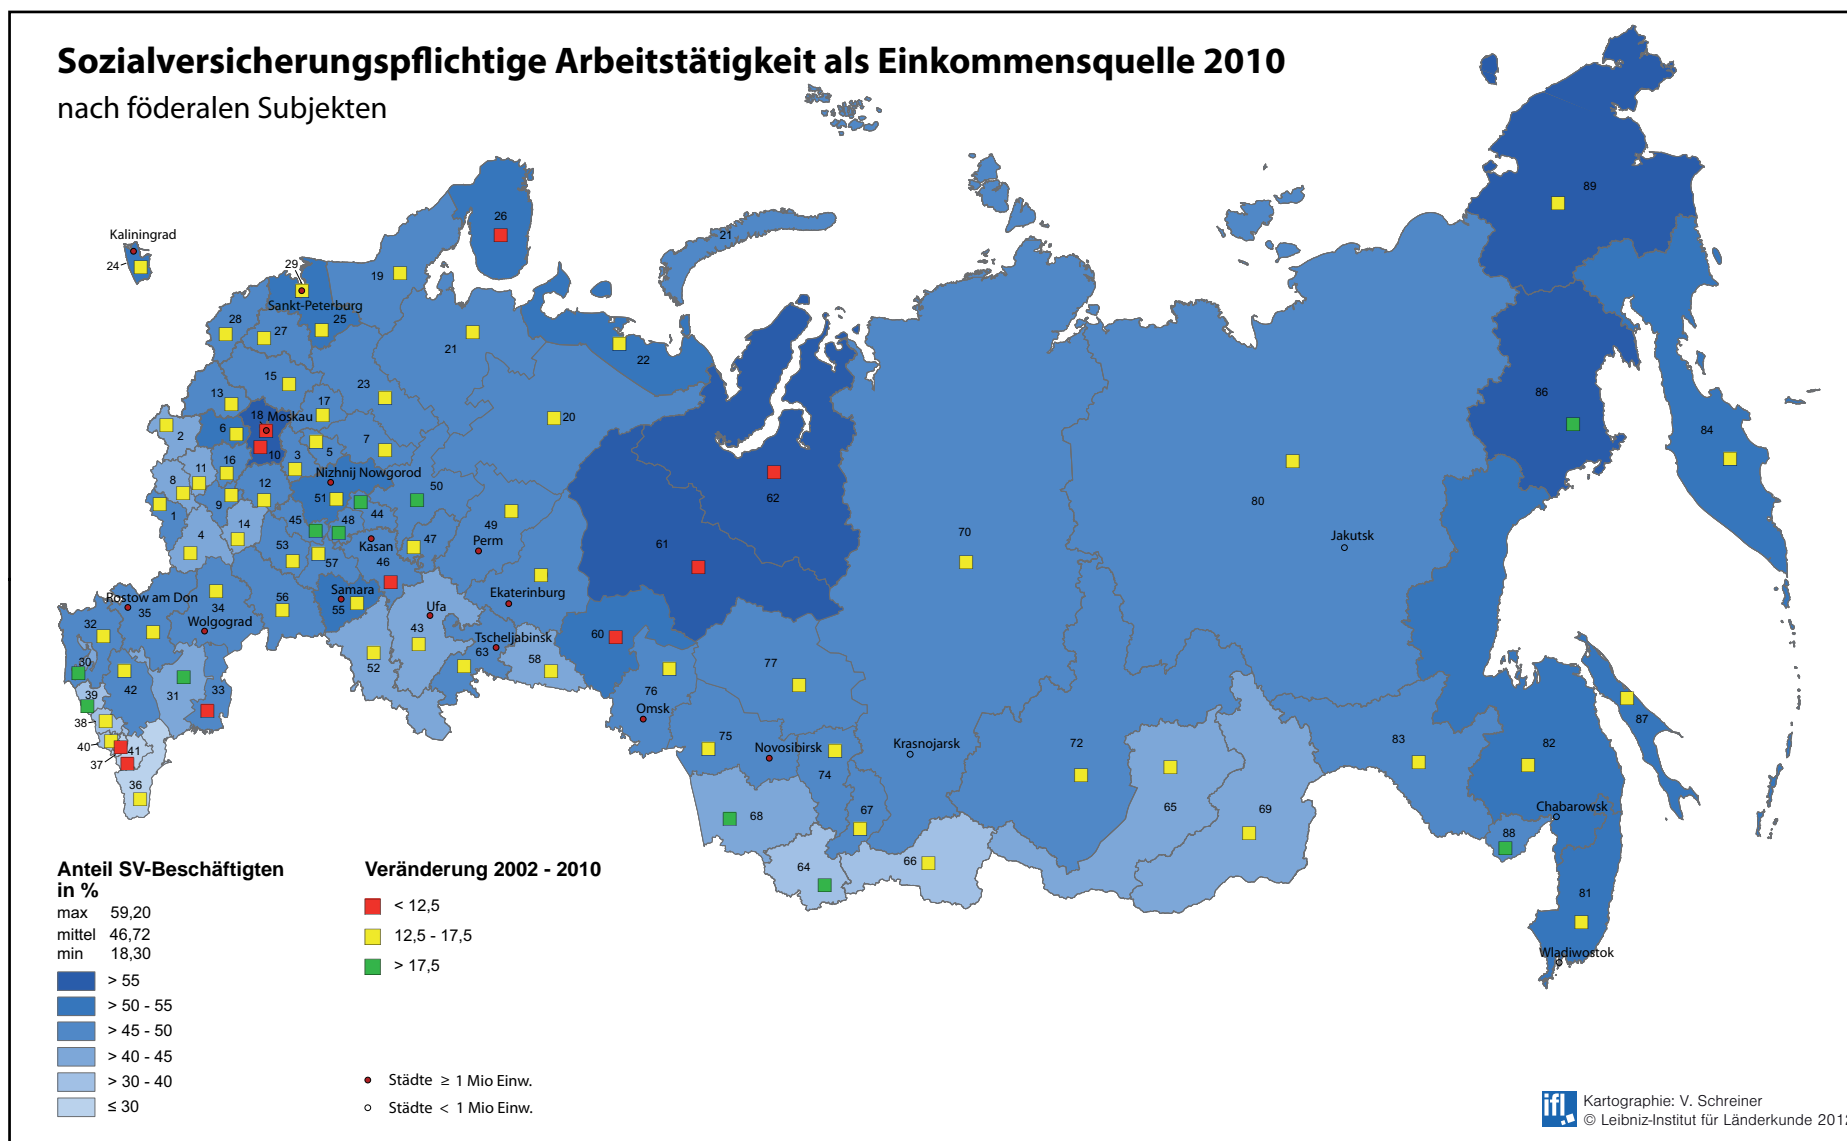 Sozialversicherungspflichtige Arbeitstätigkeit als Einkommensquelle 2010
nach föderalen Subjekten
89
26
Kaliningrad
21
24
29
19
Sankt-Peterburg
28
27
25
21
22
15
23
13
17
86
18 Moskau
20
84
6
2
7
5
10
3
16
11
Nizhnij Nowgorod
8
12
50
51
62
80
9
1
45
48
44
14
49
70
4
47
Perm
Jakutsk
53
Kasan
61
57
46
Samara
Ekaterinburg
Rostow am Don
56
55
Ufa
35
34
32
Wolgograd
43
60
Tscheljabinsk
63
58
77
30
52
42
31
33
39
76
38
Omsk
87
40
41
75
Novosibirsk
Krasnojarsk
72
83
82
37
74
36
65
69
Chabarowsk
68
67
88
66
64
81
Wladiwostok
Anteil SV-Beschäftigten
in %
max 59,20
mittel 46,72
min 18,30
> 55
> 50 - 55
> 45 - 50
> 40 - 45
> 30 - 40
≤ 30
Veränderung 2002 - 2010
< 12,5
12,5 - 17,5
> 17,5
Städte ≥ 1 Mio Einw.
Städte < 1 Mio Einw.
ifl
Kartographie: V. Schreiner
© Leibniz-Institut für Länderkunde 2012